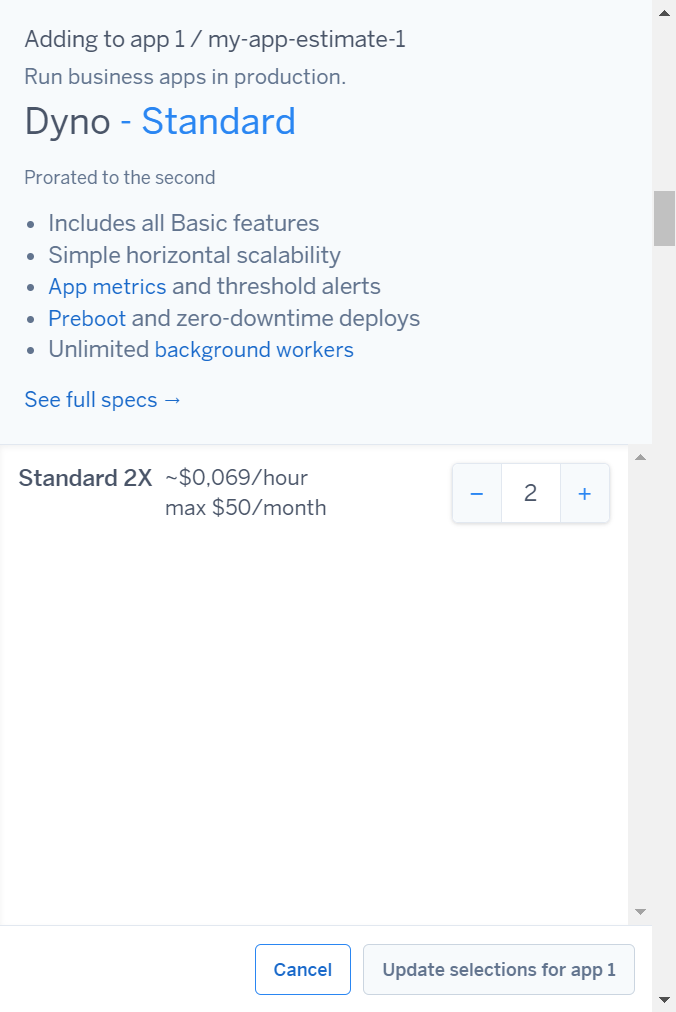 Adding to app 1 / my-app-estimate-1
Run business apps in production.
Dyno - Standard
Prorated to the second
• Includes all Basic features
• Simple horizontal scalability
• App metrics and threshold alerts
• Preboot and zero-downtime deploys
• Unlimited background workers
See full specs →
Standard 2X ~$0,069/hour
max $50/month
− 2 +
Cancel Update selections for app 1